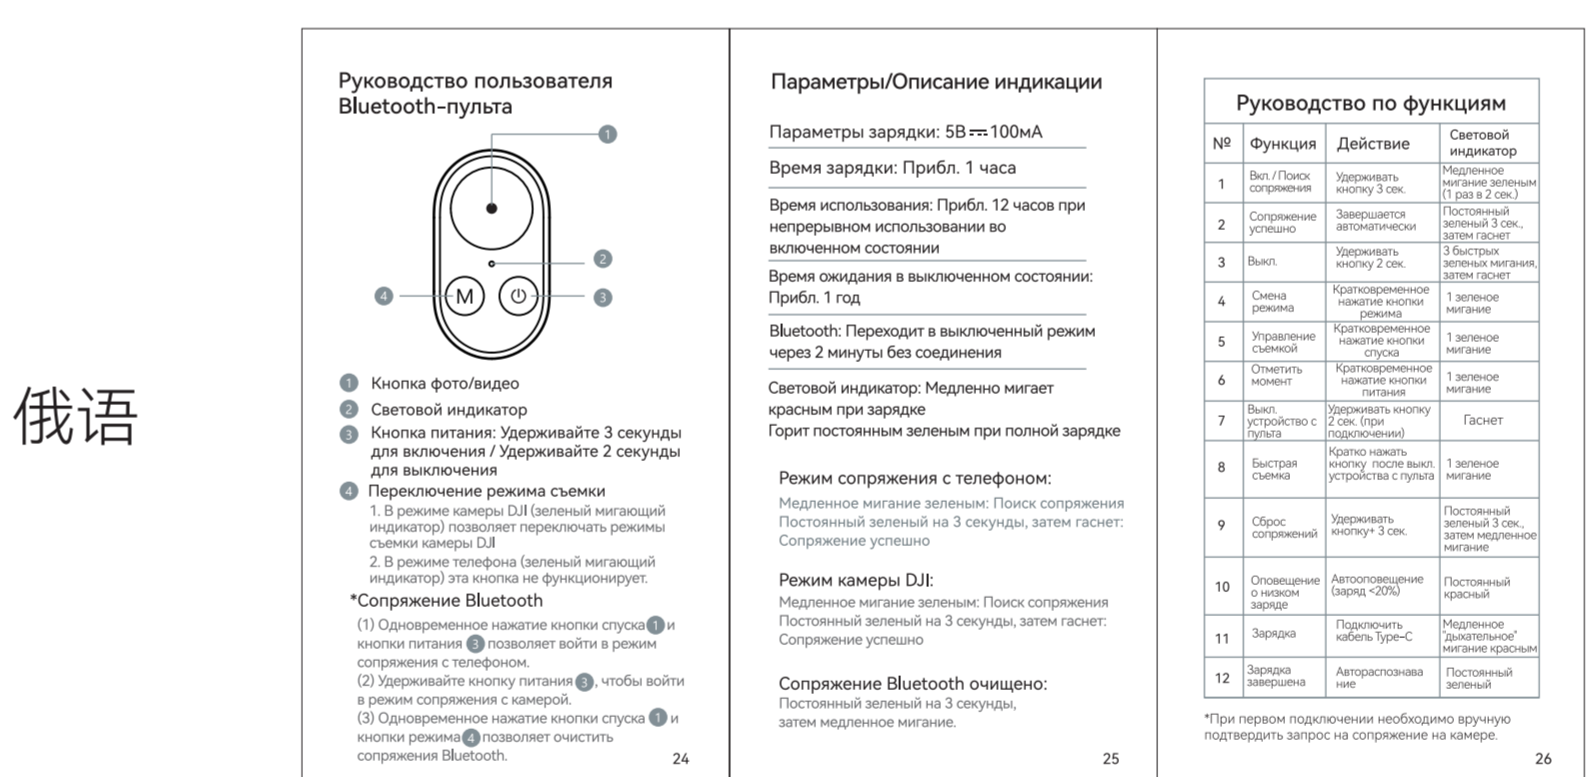 俄语
Руководство пользователя
Bluetooth-пульта
1
2
4
M
3
1 Кнопка фото/видео
2 Световой индикатор
3 Кнопка питания: Удерживайте 3 секунды
для включения / Удерживайте 2 секунды
для выключения
4 Переключение режима съемки
1. В режиме камеры DJI (зеленый мигающий
индикатор) позволяет переключать режимы
съемки камеры DJI
2. В режиме телефона (зеленый мигающий
индикатор) эта кнопка не функционирует.
*Сопряжение Bluetooth
(1) Одновременное нажатие кнопки спуска 1 и
кнопки питания 3 позволяет войти в режим
сопряжения с телефоном.
(2) Удерживайте кнопку питания 3, чтобы войти
в режим сопряжения с камерой.
(3) Одновременное нажатие кнопки спуска 1 и
кнопки режима 4 позволяет очистить
сопряжения Bluetooth.
24
Параметры/Описание индикации
Параметры зарядки: 5В ⎓ 100мА
Время зарядки: Прибл. 1 часа
Время использования: Прибл. 12 часов при
непрерывном использовании во
включенном состоянии
Время ожидания в выключенном состоянии:
Прибл. 1 год
Bluetooth: Переходит в выключенный режим
через 2 минуты без соединения
Световой индикатор: Медленно мигает
красным при зарядке
Горит постоянным зеленым при полной зарядке
Режим сопряжения с телефоном:
Медленное мигание зеленым: Поиск сопряжения
Постоянный зеленый на 3 секунды, затем гаснет:
Сопряжение успешно
Режим камеры DJI:
Медленное мигание зеленым: Поиск сопряжения
Постоянный зеленый на 3 секунды, затем гаснет:
Сопряжение успешно
Сопряжение Bluetooth очищено:
Постоянный зеленый на 3 секунды,
затем медленное мигание.
25
Руководство по функциям
№ Функция Действие Световой
индикатор
1
Вкл. / Поиск
сопряжения
Удерживать
кнопку 3 сек.
Медленное
мигание зеленым
(1 раз в 2 сек.)
2
Сопряжение
успешно
Завершается
автоматически
Постоянный
зеленый 3 сек.,
затем гаснет
3
Выкл.
Удерживать
кнопку 2 сек.
3 быстрых
зеленых мигания,
затем гаснет
4
Смена
режима
Кратковременное
нажатие кнопки
режима
1 зеленое
мигание
5
Управление
съемкой
Кратковременное
нажатие кнопки
спуска
1 зеленое
мигание
6
Отметить
момент
Кратковременное
нажатие кнопки
питания
1 зеленое
мигание
7
Выкл.
устройство с
пульта
Удерживать кнопку
2 сек. (при
подключении)
Гаснет
8
Быстрая
съемка
Кратко нажать
кнопку после выкл.
устройства с пульта
1 зеленое
мигание
9
Сброс
сопряжений
Удерживать
кнопку+ 3 сек.
Постоянный
зеленый 3 сек.,
затем медленное
мигание
10
Оповещение
о низком
заряде
Автооповещение
(заряд <20%)
Постоянный
красный
11
Зарядка
Подключить
кабель Type-C
Медленное
"дыхательное"
мигание красным
12
Зарядка
завершена
Автораспознава
ние
Постоянный
зеленый
*При первом подключении необходимо вручную
подтвердить запрос на сопряжение на камере.
26